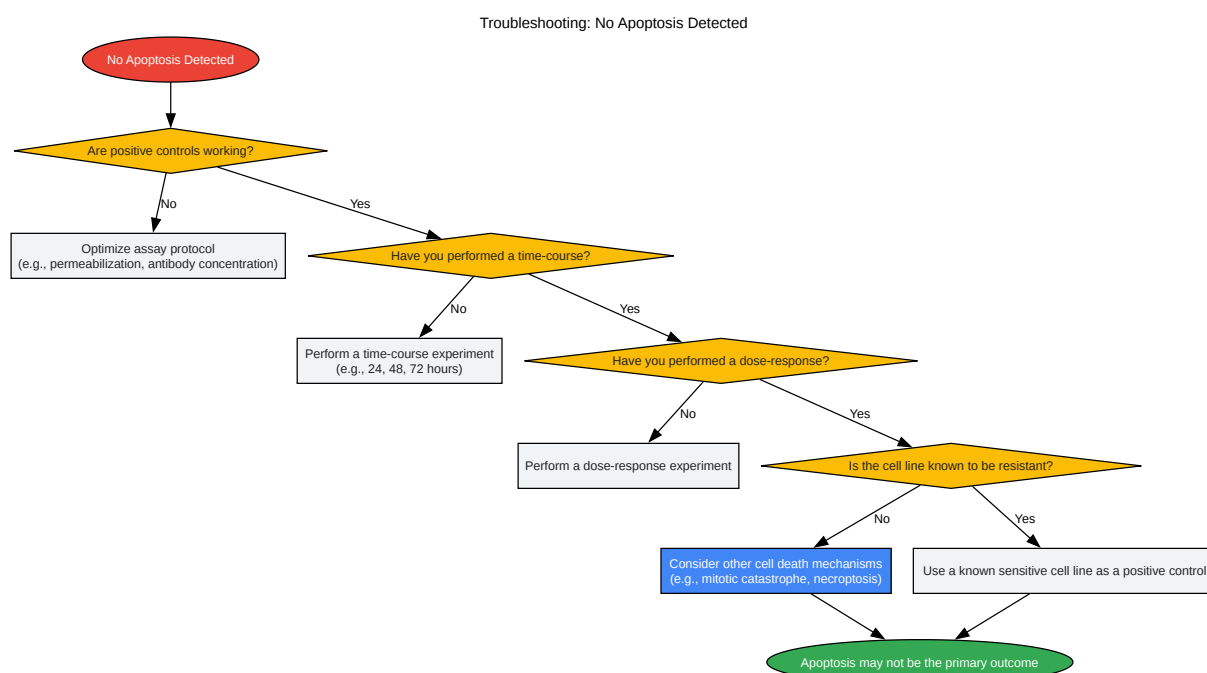 Troubleshooting: No Apoptosis Detected
No Apoptosis Detected
Are positive controls working?
No
Yes
Optimize assay protocol
(e.g., permeabilization, antibody concentration)
Have you performed a time-course?
No
Yes
Perform a time-course experiment
(e.g., 24, 48, 72 hours)
Have you performed a dose-response?
No
Yes
Perform a dose-response experiment
Is the cell line known to be resistant?
No
Yes
Consider other cell death mechanisms
(e.g., mitotic catastrophe, necroptosis)
Use a known sensitive cell line as a positive control
Apoptosis may not be the primary outcome